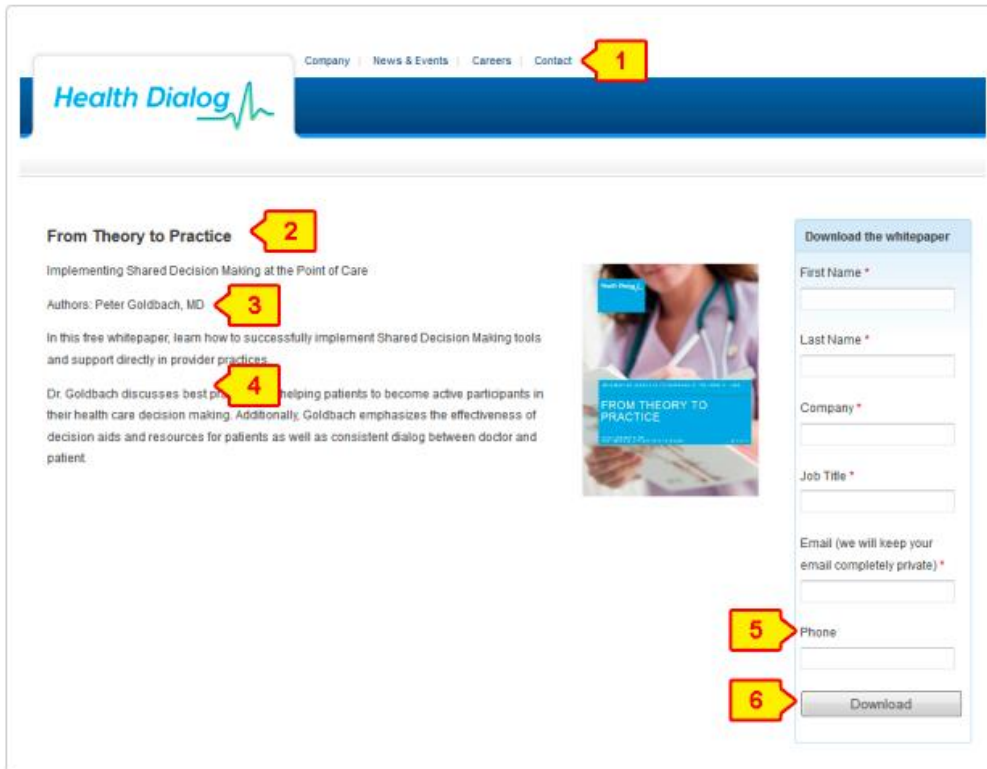 Company | News & Events | Careers | Contact
1
Health Dialog
From Theory to Practice
2
Implementing Shared Decision Making at the Point of Care
Authors: Peter Goldbach, MD
3
In this free whitepaper, learn how to successfully implement Shared Decision Making tools
and support directly in provider practices
4
Dr. Goldbach discusses best helping patients to become active participants in
their health care decision making. Additionally, Goldbach emphasizes the effectiveness of
decision aids and resources for patients as well as consistent dialog between doctor and
patient
Health Dialog
FROM THEORY TO
PRACTICE
Download the whitepaper
First Name *
Last Name *
Company *
Job Title *
Email (we will keep your
email completely private) *
5
Phone
6
Download